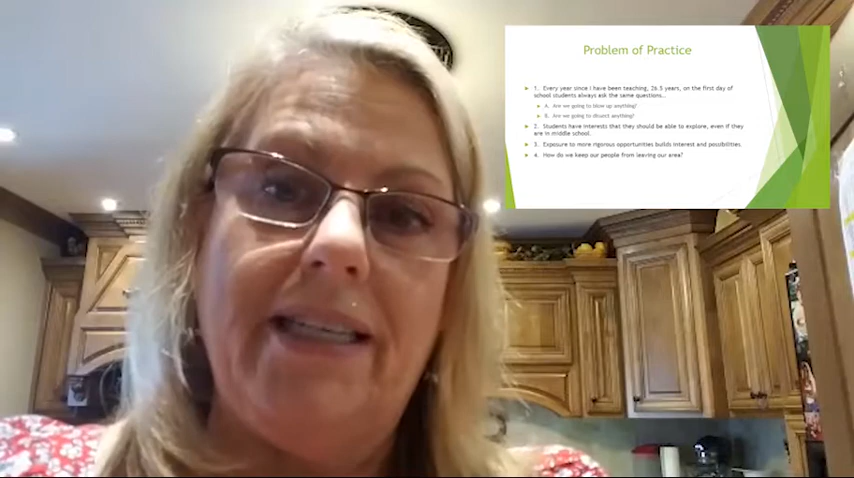 Problem of Practice
1. Every year since I have been teaching, 26.5 years, on the first day of
school students always ask the same questions...
A. Are we going to blow up anything?
B. Are we going to dissect anything?
2. Students have interests that they should be able to explore, even if they
are in middle school.
3. Exposure to more rigorous opportunities builds interest and possibilities.
4. How do we keep our people from leaving our area?